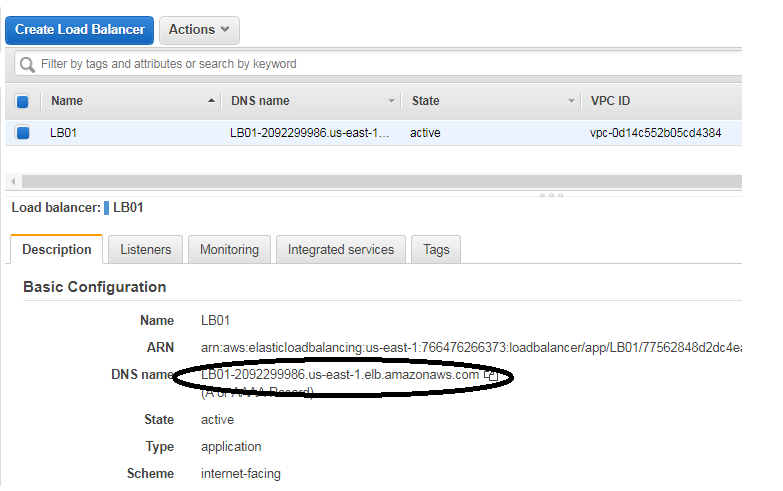 Create Load Balancer Actions
Filter by tags and attributes or search by keyword
Name DNS name State VPC ID
LB01 LB01-2092299986.us-east-1... active vpc-0d14c552b05cd4384
Load balancer: LB01
Description Listeners Monitoring Integrated services Tags
Basic Configuration
Name LB01
ARN arn:aws:elasticloadbalancing:us-east-1:766476266373:loadbalancer/app/LB01/77562848d2dc4ea
DNS name LB01-2092299986.us-east-1.elb.amazonaws.com
(A or AAAA Record)
State active
Type application
Scheme internet-facing